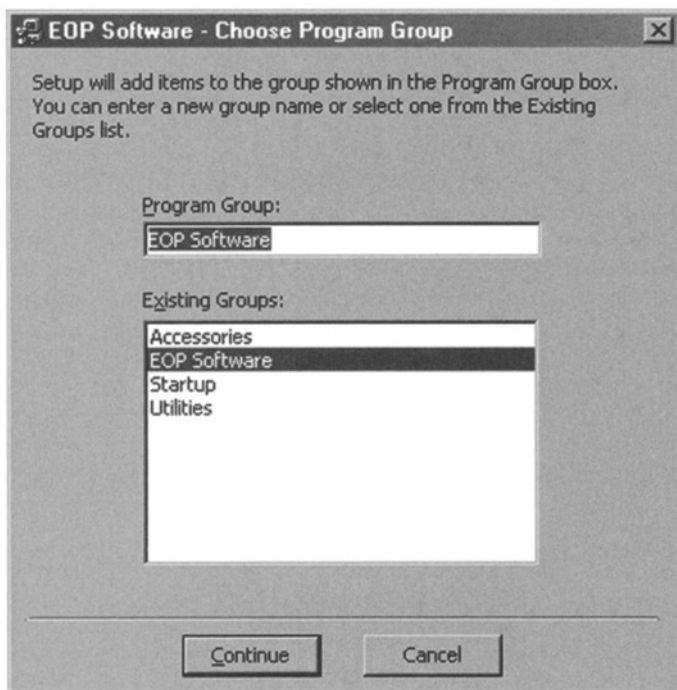 EOP Software - Choose Program Group
Setup will add items to the group shown in the Program Group box.
You can enter a new group name or select one from the Existing
Groups list.
Program Group:
EOP Software
Existing Groups:
Accessories
EOP Software
Startup
Utilities
Continue
Cancel